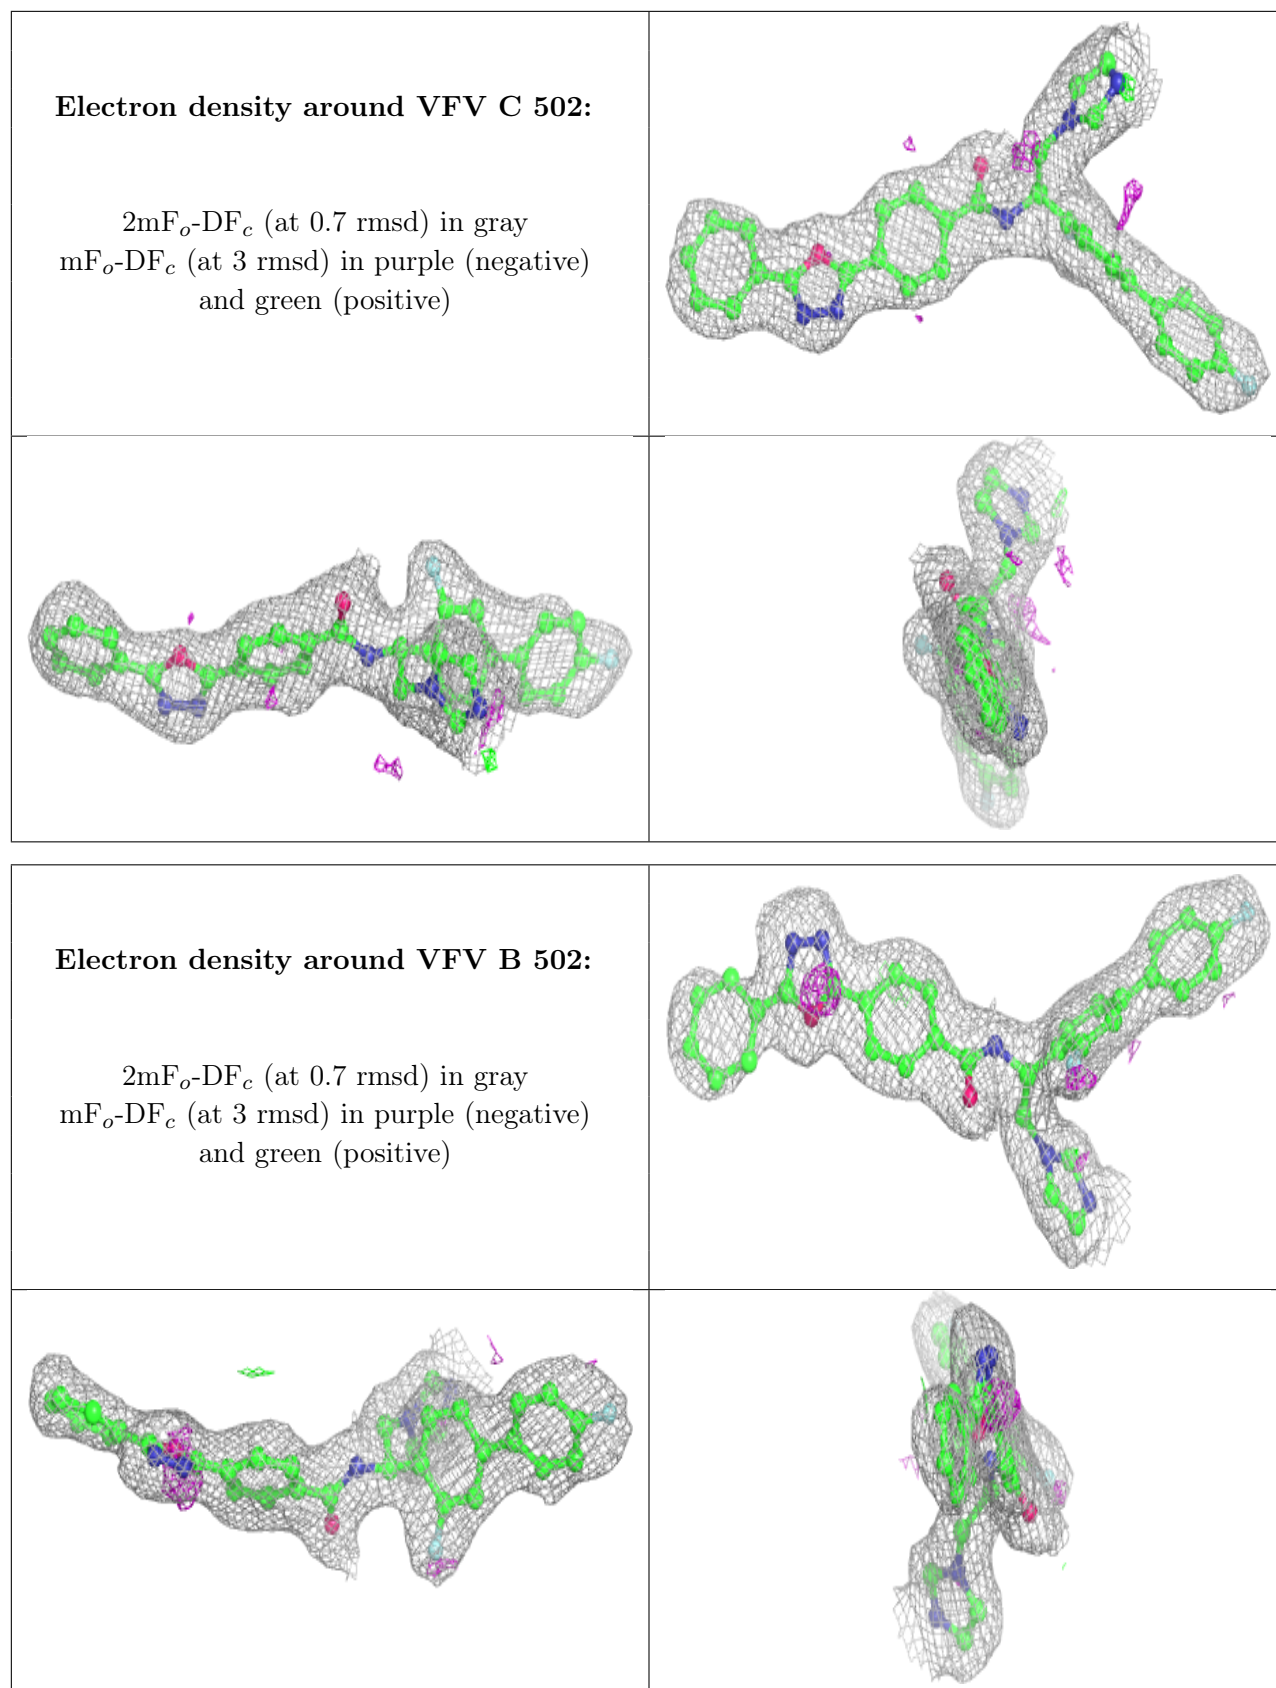 Electron density around VFV C 502:
2mFo-DFc (at 0.7 rmsd) in gray
mFo-DFc (at 3 rmsd) in purple (negative)
and green (positive)
Electron density around VFV B 502:
2mFo-DFc (at 0.7 rmsd) in gray
mFo-DFc (at 3 rmsd) in purple (negative)
and green (positive)